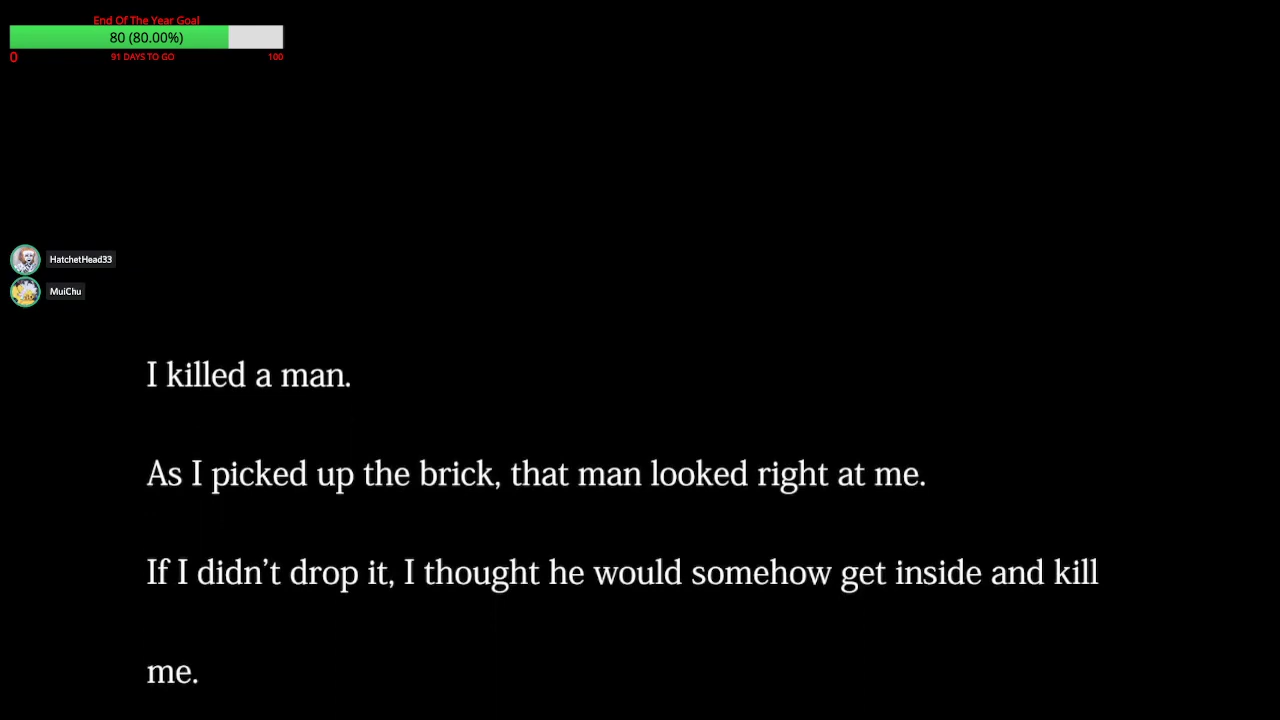 End Of The Year Goal
80 (80.00%)
0 91 DAYS TO GO 100
HatchetHead33
MuiChu
I killed a man.
As I picked up the brick, that man looked right at me.
If I didn’t drop it, I thought he would somehow get inside and kill
me.